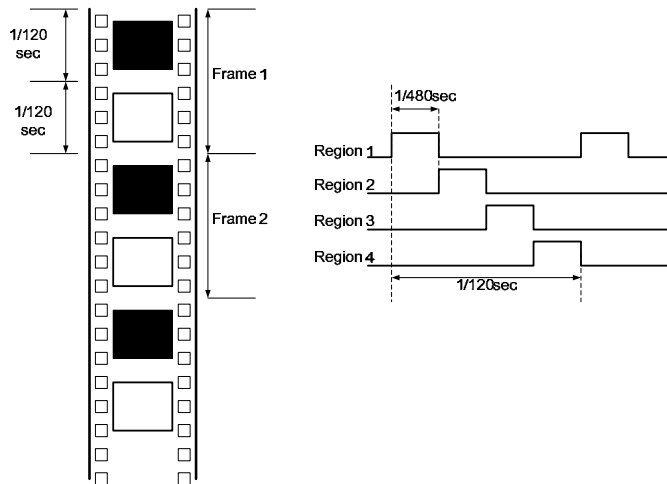 1/120
sec
Frame 1
1/120
sec
Frame 2
1/480sec
Region 1
Region 2
Region 3
Region 4
1/120sec